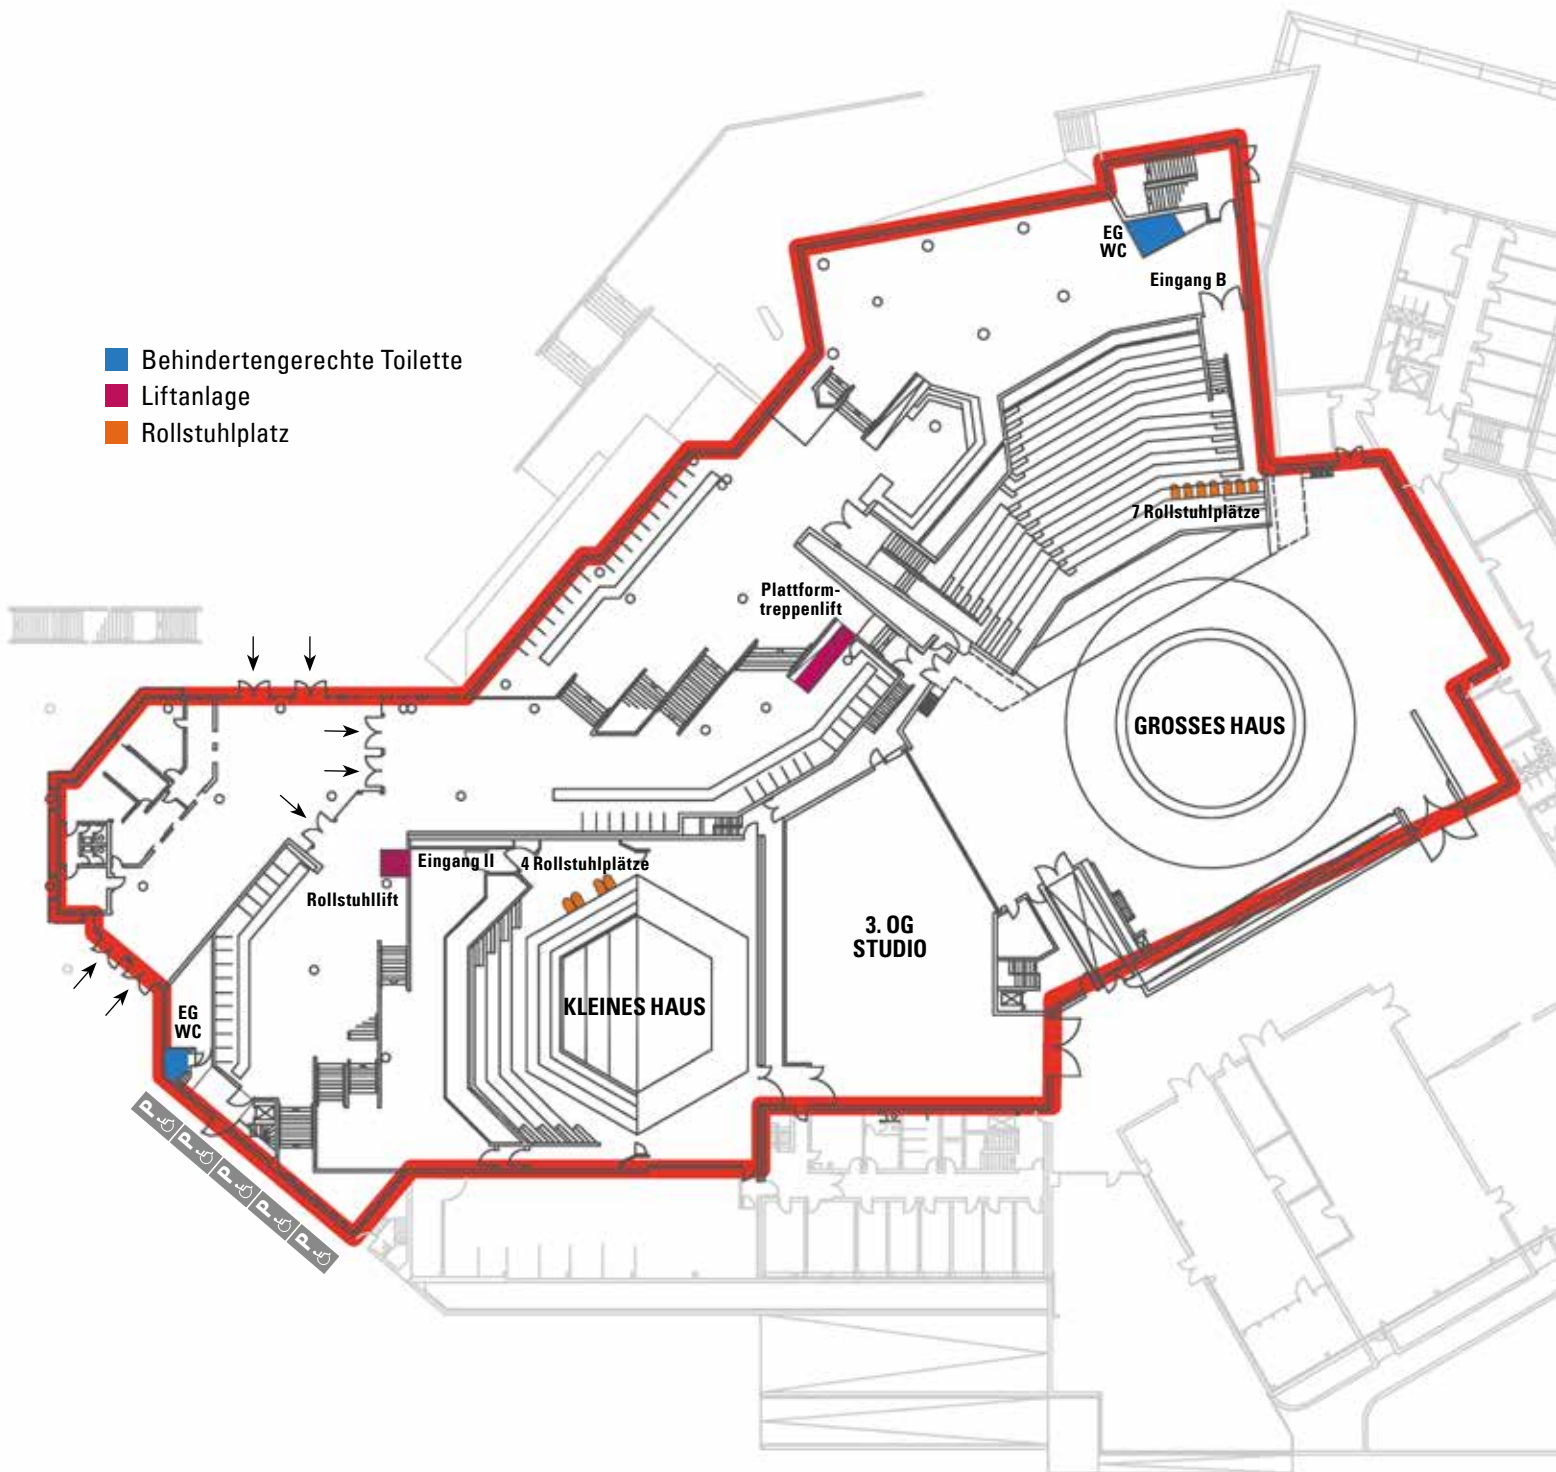 EG
WC
Eingang B
Behindertengerechte Toilette
Liftanlage
Rollstuhlplatz
7 Rollstuhlplätze
Plattform-
treppenlift
GROSSES HAUS
Eingang II
4 Rollstuhlplätze
Rollstuhllift
3. OG
STUDIO
KLEINES HAUS
EG
WC
P
P
P
P
P